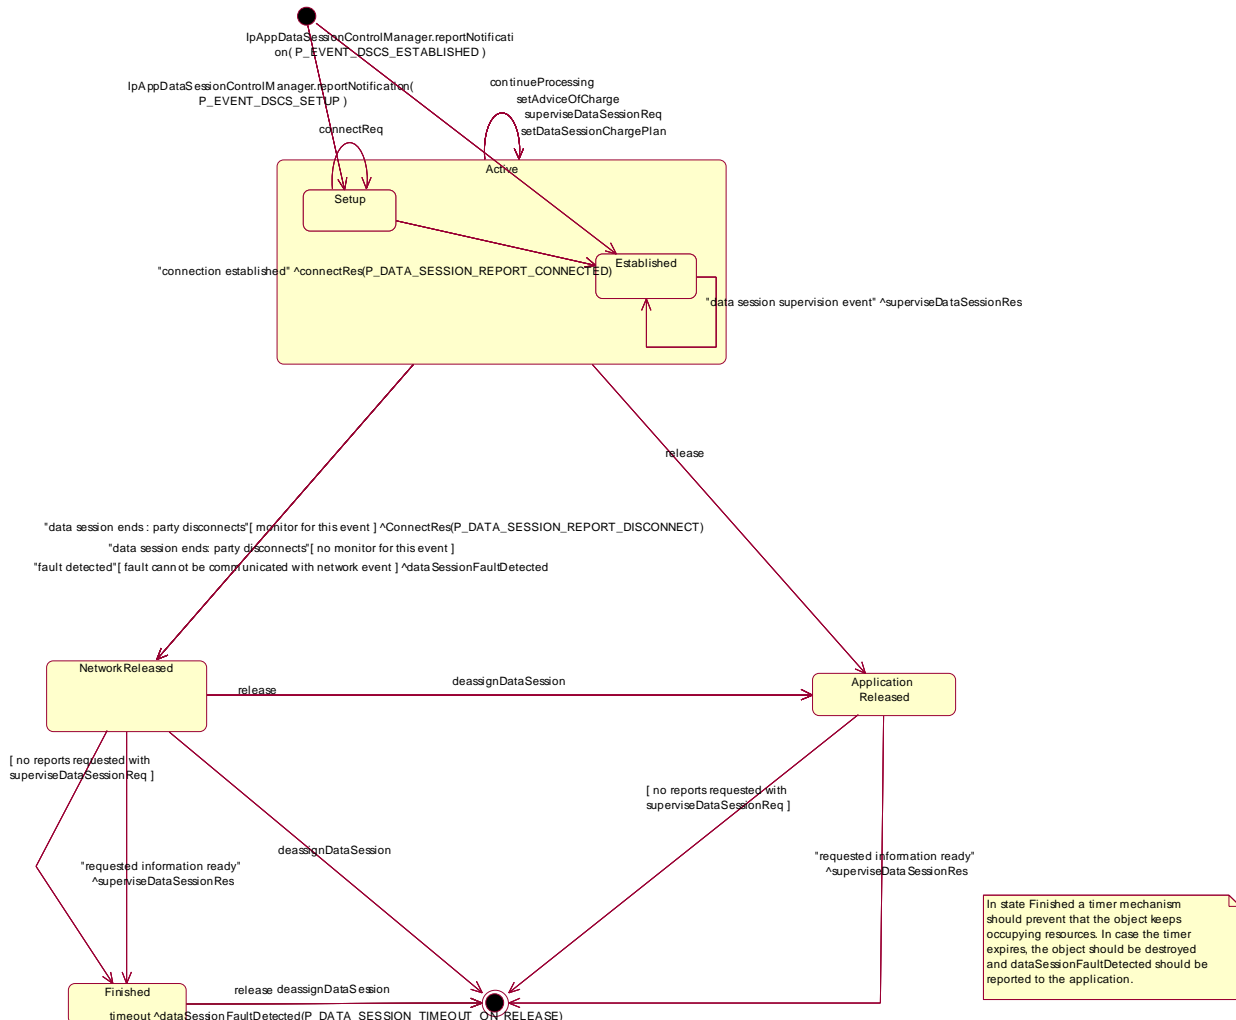 IpAppDataSessionControlManager.reportNotificati
on( P_EVENT_DSCS_ESTABLISHED )
IpAppDataSessionControlManager.reportNotification(
P_EVENT_DSCS_SETUP )
continueProcessing
setAdviceOfCharge
superviseDataSessionReq
setDataSessionChargePlan
connectReq
Active
Setup
Established
"connection established" ^connectRes(P_DATA_SESSION_REPORT_CONNECTED)
"data session supervision event" ^superviseDataSessionRes
release
"data session ends : party disconnects"[ monitor for this event ] ^ConnectRes(P_DATA_SESSION_REPORT_DISCONNECT)
"data session ends: party disconnects"[ no monitor for this event ]
"fault detected"[ fault cannot be communicated with network event ] ^dataSessionFaultDetected
NetworkReleased
deassignDataSession
release
Application
Released
[ no reports requested with
superviseDataSessionReq ]
[ no reports requested with
superviseDataSessionReq ]
"requested information ready"
^superviseDataSessionRes
deassignDataSession
"requested information ready"
^superviseDataSessionRes
In state Finished a timer mechanism
should prevent that the object keeps
occupying resources. In case the timer
expires, the object should be destroyed
and dataSessionFaultDetected should be
reported to the application.
Finished
release deassignDataSession
timeout ^dataSessionFaultDetected(P_DATA_SESSION_TIMEOUT_ON_RELEASE)